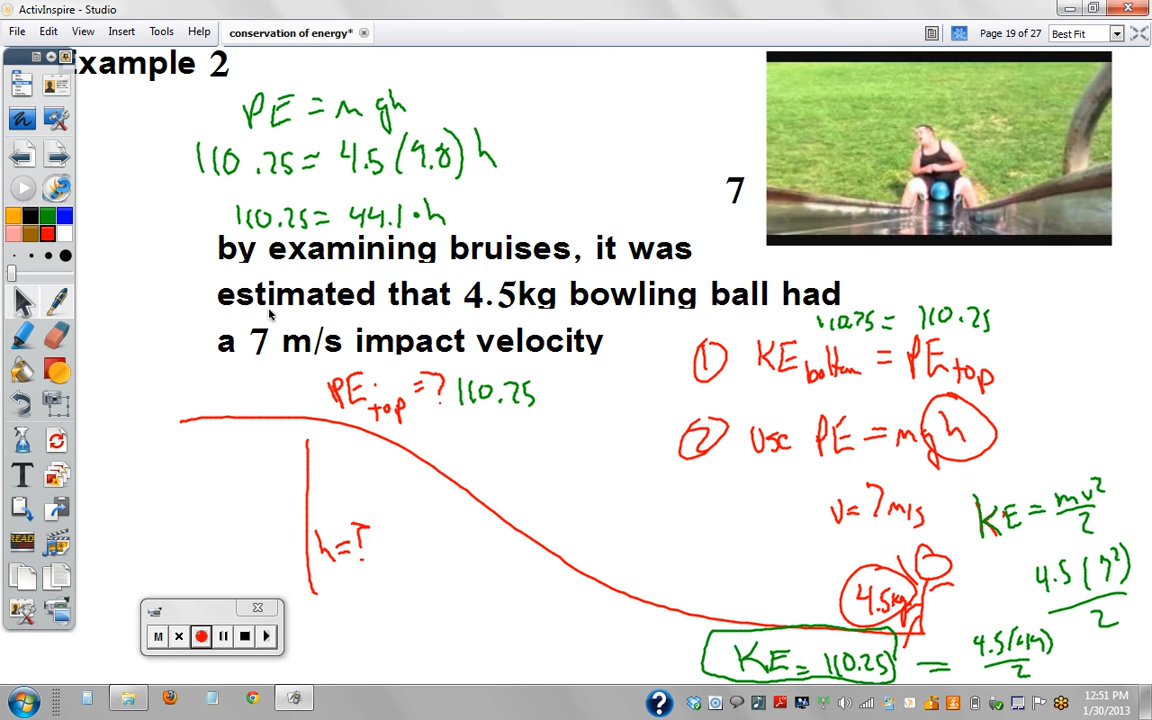 ActivInspire - Studio
File Edit View Insert Tools Help
conservation of energy*
Page 19 of 27
Best Fit
Example 2
PE = mgh
110.25 = 4.5 (9.8) h
110.25 = 44.1 · h
7
by examining bruises, it was
estimated that 4.5kg bowling ball had
a 7 m/s impact velocity
110.25 = 110.25
① KE bottom = PE top
PE top = ? 110.25
② use PE = mgh
v = 7 m/s
KE = mv²/2
h = ?
4.5kg
4.5 (7²)/2
KE = 110.25 = 4.5(49)/2
T
READ
M
12:51 PM
1/30/2013